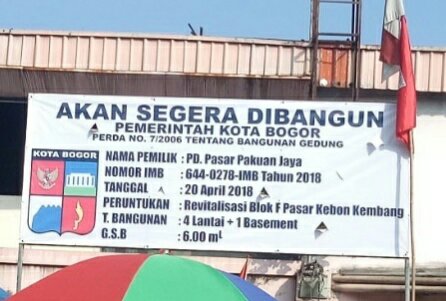 AKAN SEGERA DIBANGUN
PEMERINTAH KOTA BOGOR
PERDA NO. 7/2006 TENTANG BANGUNAN GEDUNG
KOTA BOGOR
NAMA PEMILIK : PD. Pasar Pakuan Jaya
NOMOR IMB : 644-0278-IMB Tahun 2018
TANGGAL : 20 April 2018
PERUNTUKAN : Revitalisasi Blok F Pasar Kebon Kembang
T. BANGUNAN : 4 Lantai + 1 Basement
G.S.B : 6.00 m¹